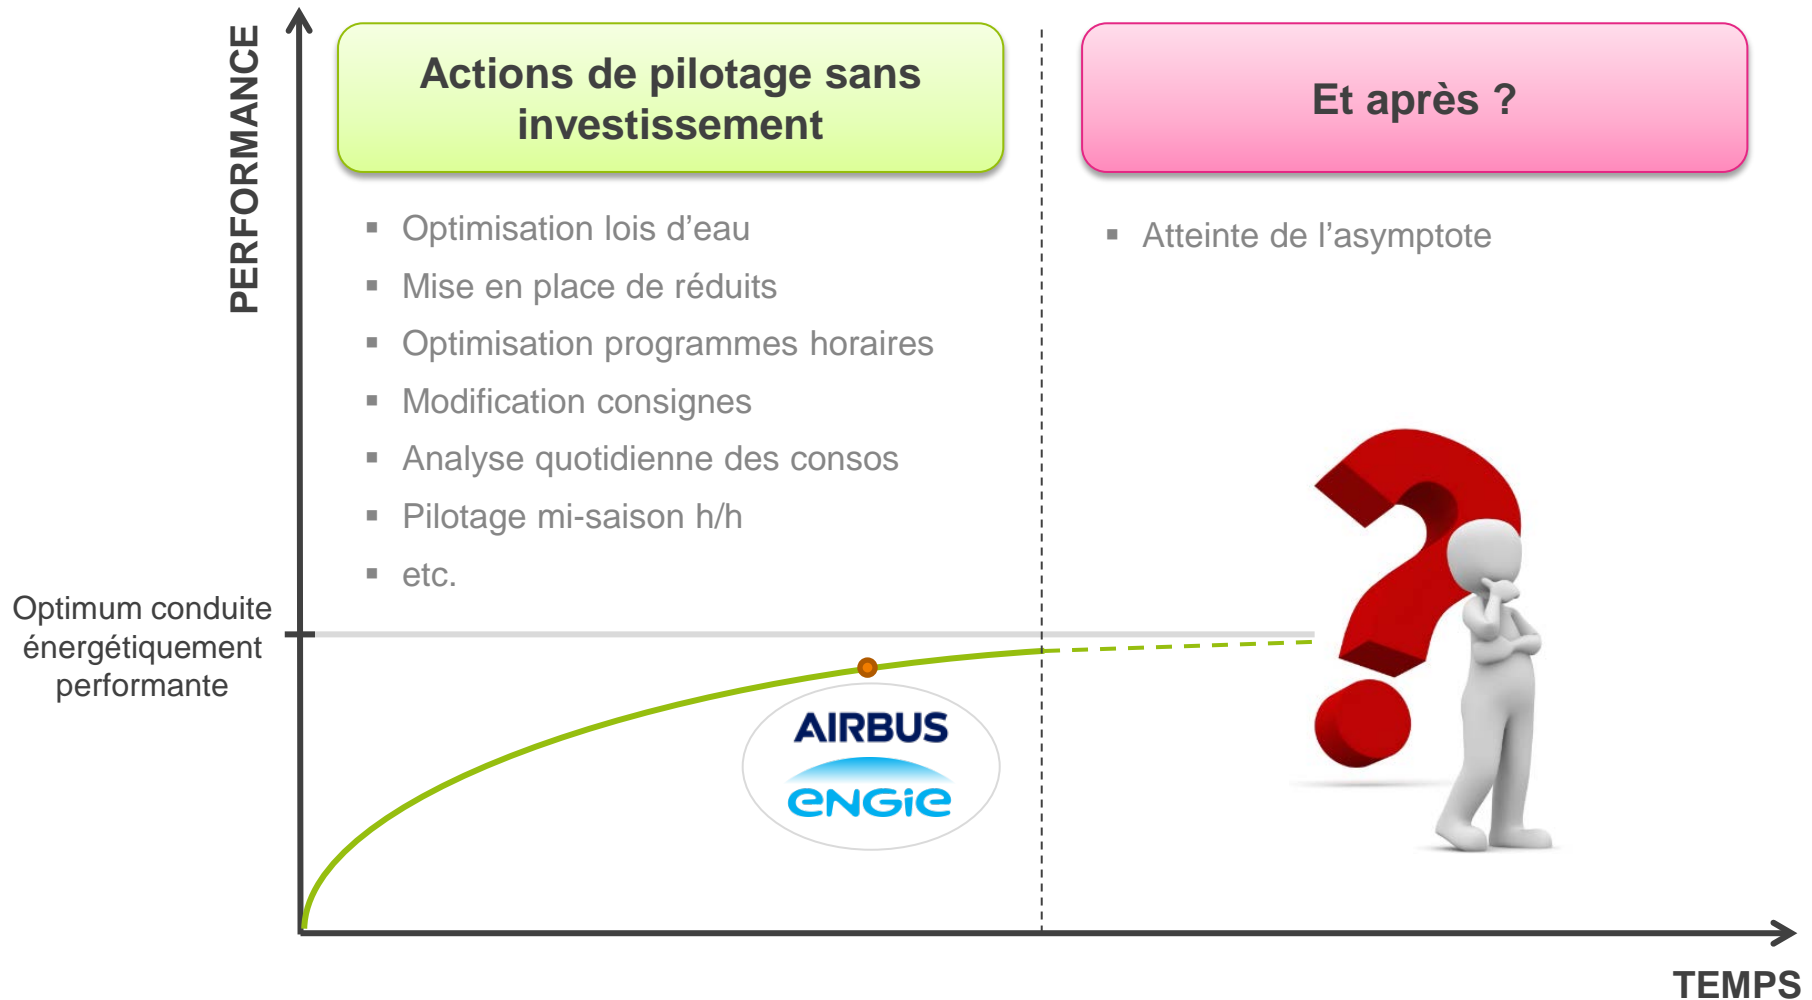 PERFORMANCE
Actions de pilotage sans
investissement
Et après ?
▪ Optimisation lois d’eau
▪ Mise en place de réduits
▪ Optimisation programmes horaires
▪ Modification consignes
▪ Analyse quotidienne des consos
▪ Pilotage mi-saison h/h
▪ etc.
▪ Atteinte de l’asymptote
Optimum conduite
énergétiquement
performante
AIRBUS
ENGIE
TEMPS